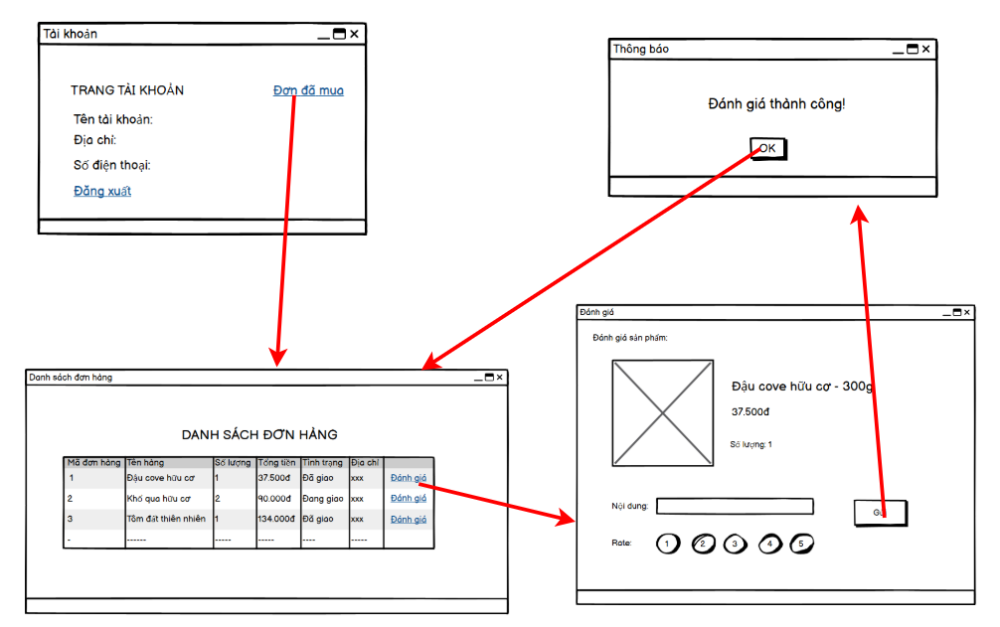 Tài khoản
TRANG TÀI KHOẢN
Đơn đã mua
Tên tài khoản:
Địa chỉ:
Số điện thoại:
Đăng xuất
Thông báo
Đánh giá thành công!
OK
Danh sách đơn hàng
DANH SÁCH ĐƠN HÀNG
Mã đơn hàng Tên hàng Số lượng Tổng tiền Tình trạng Địa chỉ
1 Đậu cove hữu cơ 1 37.500đ Đã giao xxx Đánh giá
2 Khổ qua hữu cơ 2 90.000đ Đang giao xxx Đánh giá
3 Tôm đất thiên nhiên 1 134.000đ Đã giao xxx Đánh giá
- ------ ----- ----- ---- -----
Đánh giá
Đánh giá sản phẩm:
Đậu cove hữu cơ - 300g
37.500đ
Số lượng: 1
Nội dung:
Rate: 1 2 3 4 5